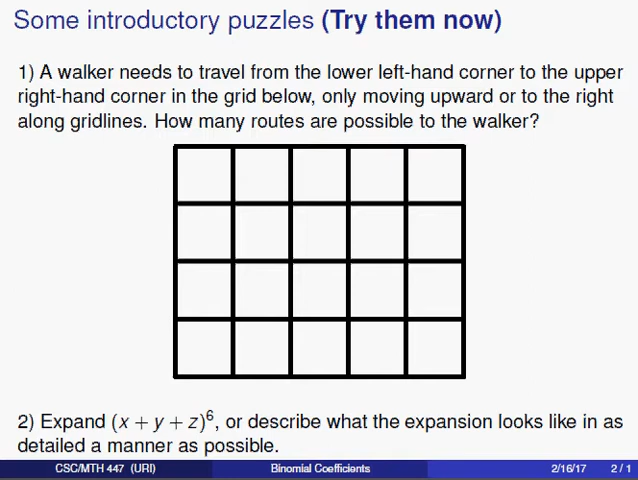 Some introductory puzzles (Try them now)
1) A walker needs to travel from the lower left-hand corner to the upper
right-hand corner in the grid below, only moving upward or to the right
along gridlines. How many routes are possible to the walker?
2) Expand (x + y + z)⁶, or describe what the expansion looks like in as
detailed a manner as possible.
CSC/MTH 447 (URI) Binomial Coefficients 2/16/17 2 / 1